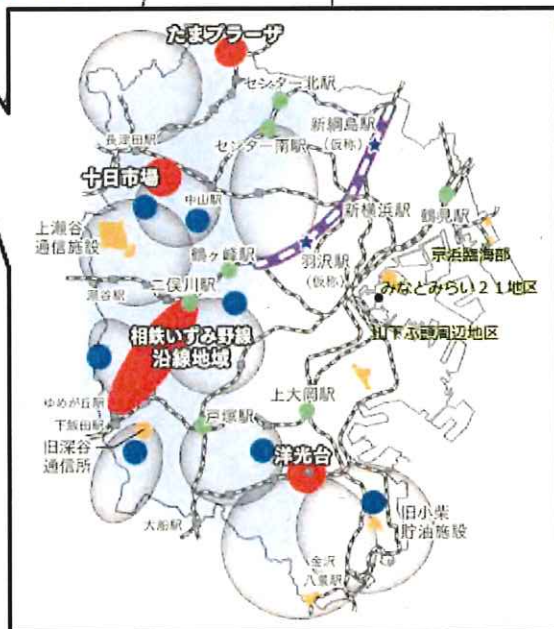 たまプラーザ
センター北駅
新綱島駅
(仮称)
センター南駅
長津田駅
十日市場
中山駅
新横浜駅
鶴見駅
上瀬谷
通信施設
鶴ヶ峰駅
羽沢駅
(仮称)
京浜臨海部
瀬谷駅
二俣川駅
みなとみらい21地区
山下ふ頭周辺地区
相鉄いずみ野線
沿線地域
ゆめが丘駅
上大岡駅
下飯田駅
戸塚駅
旧深谷
通信所
洋光台
旧小柴
貯油施設
大船駅
金沢
八景駅